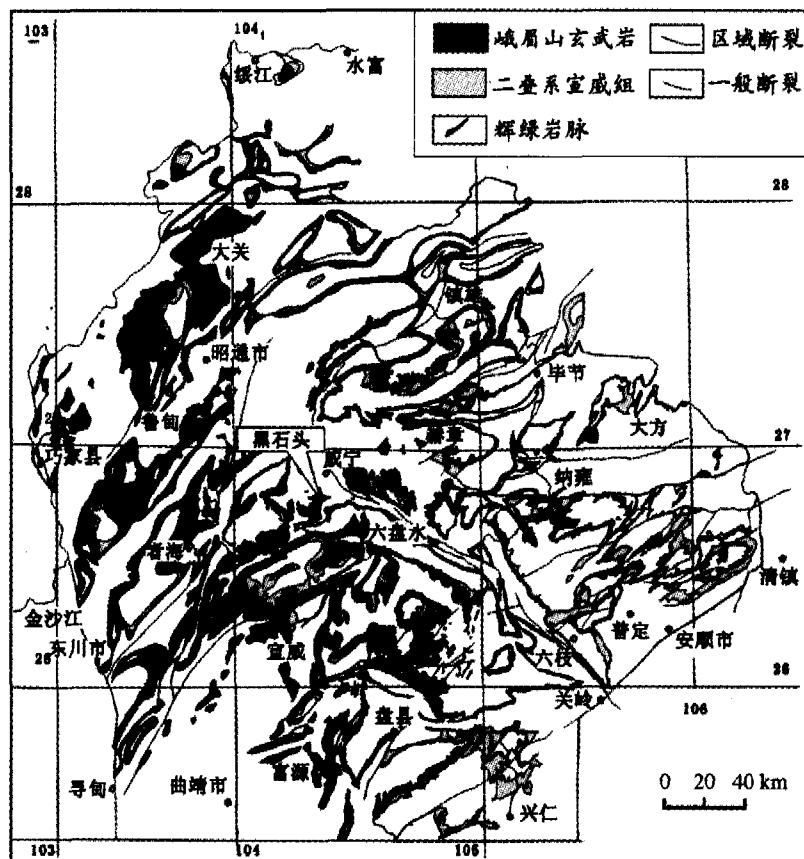 103
104
水富
绥江
峨眉山玄武岩
区域断裂
二叠系宣威组
一般断裂
辉绿岩脉
28
28
大关
镇雄
昭通市
毕节
鲁甸
大方
巧家县
黑石头
赫章
27
威宁
纳雍
者海
六盘水
清镇
金沙江
东川市
普定
安顺市
宣威
六枝
26
26
关岭
盘县
106
寻甸
曲靖市
富源
0 20 40 km
兴仁
103
104
105